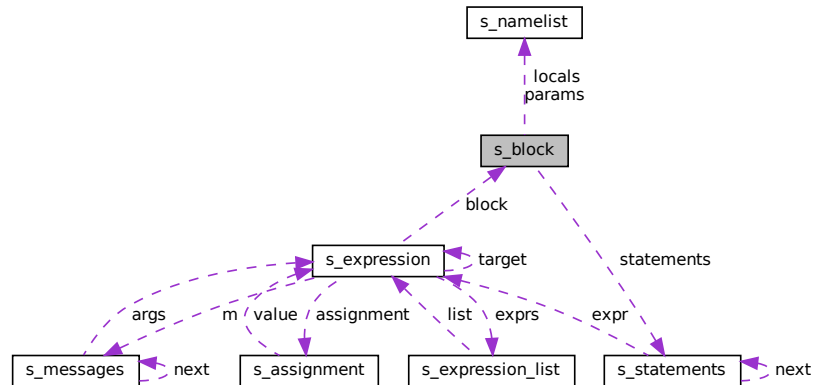 s_namelist
locals
params
s_block
block
s_expression
target
statements
args
m
value
assignment
list
exprs
expr
s_messages
next
s_assignment
s_expression_list
s_statements
next